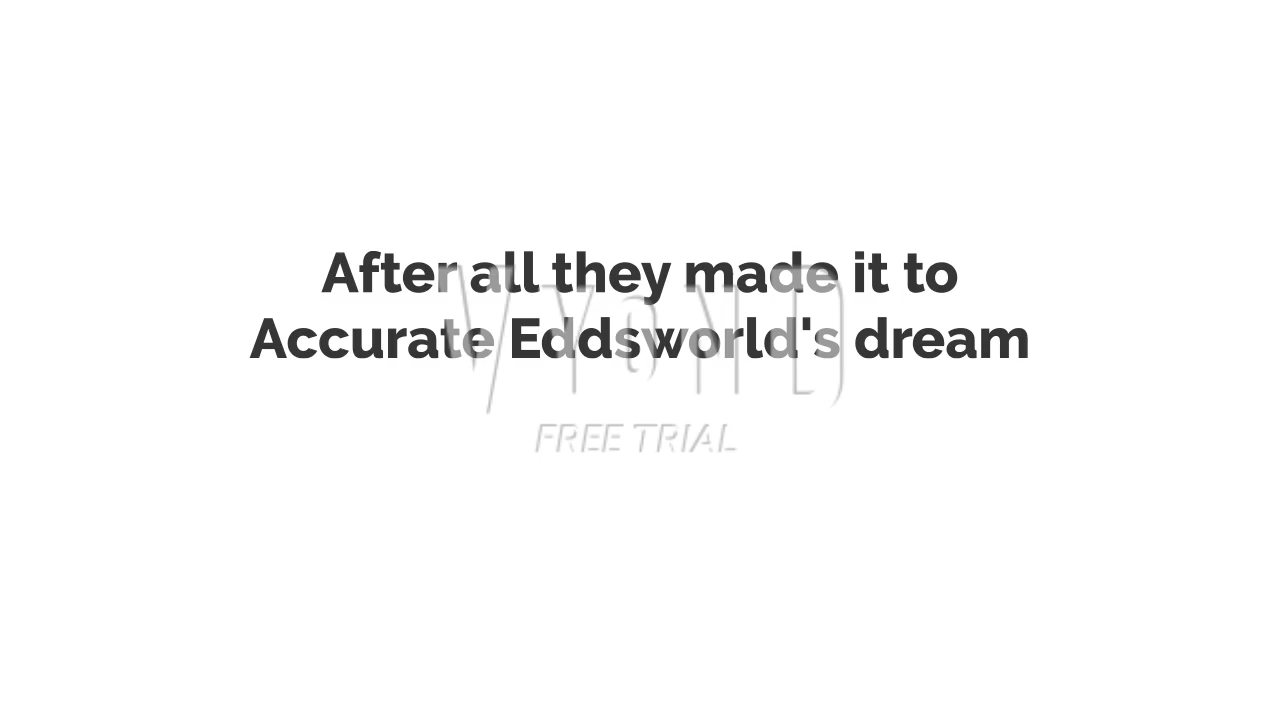 After all they made it to
Accurate Eddsworld's dream
VYOND
FREE TRIAL